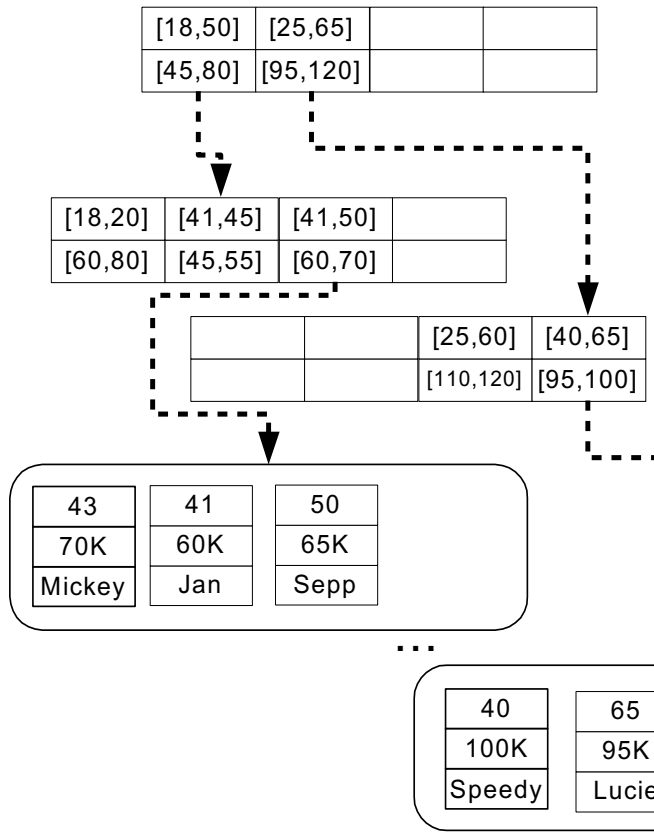 [18,50] [25,65]
[45,80] [95,120]
[18,20] [41,45] [41,50]
[60,80] [45,55] [60,70]
[25,60] [40,65]
[110,120] [95,100]
43 41 50
70K 60K 65K
Mickey Jan Sepp
...
40 65
100K 95K
Speedy Lucie